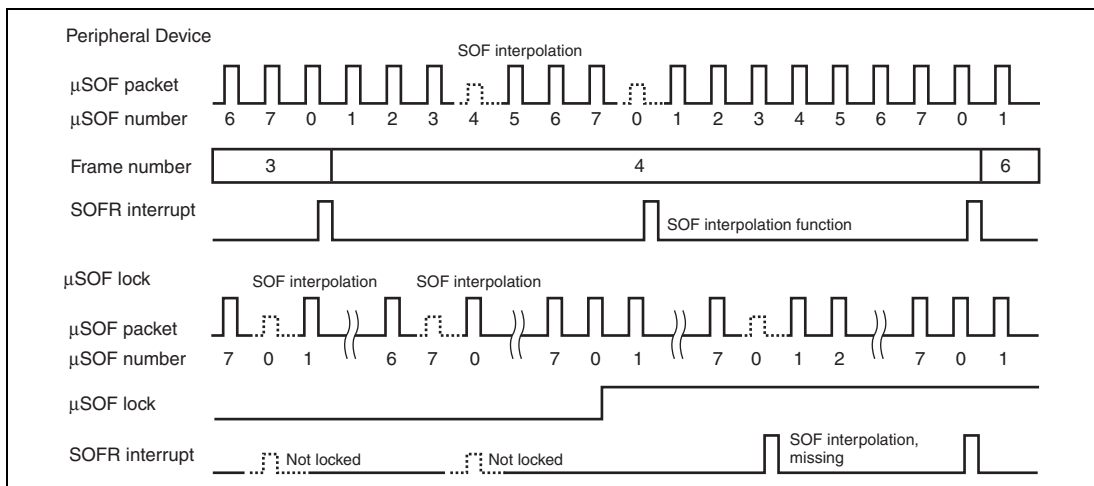 Peripheral Device
SOF interpolation
μSOF packet
μSOF number 6 7 0 1 2 3 4 5 6 7 0 1 2 3 4 5 6 7 0 1
Frame number 3 4 6
SOFR interrupt SOF interpolation function
μSOF lock SOF interpolation SOF interpolation
μSOF packet
μSOF number 7 0 1 6 7 0 7 0 1 7 0 1 2 7 0 1
μSOF lock
SOFR interrupt Not locked Not locked SOF interpolation,
missing